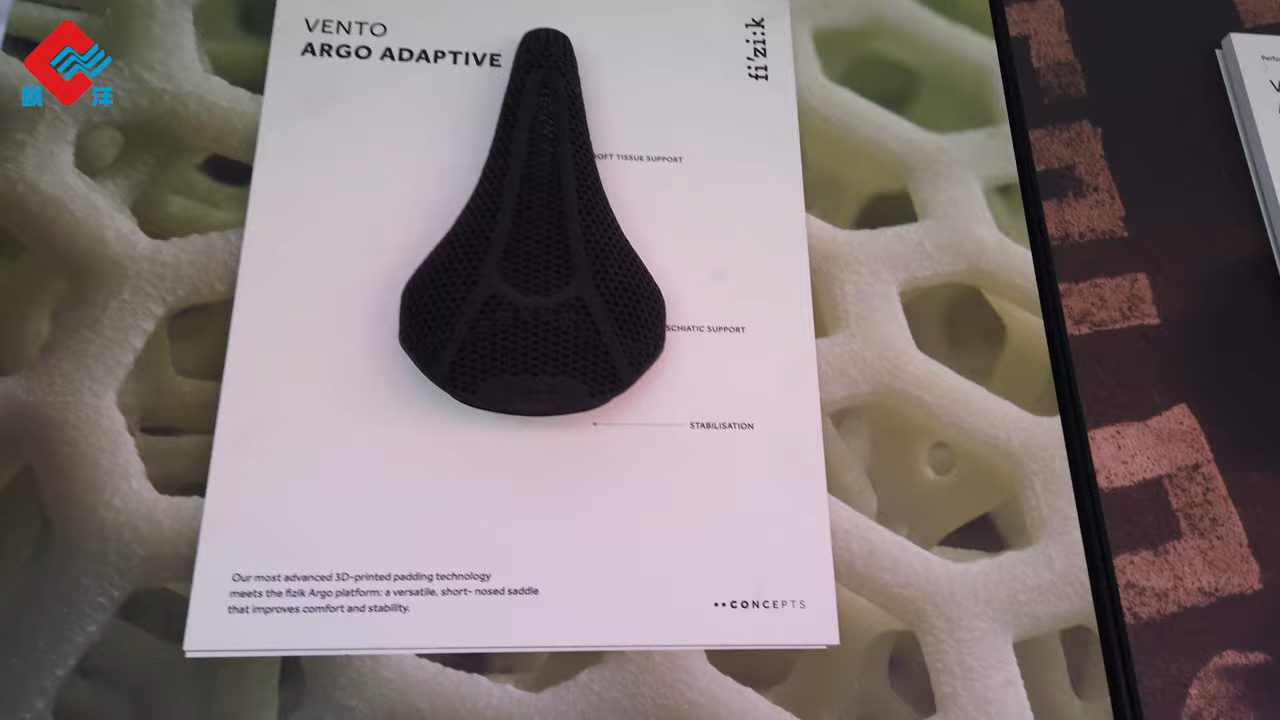 VENTO
ARGO ADAPTIVE
fi'zi:k
SOFT TISSUE SUPPORT
ISCHIATIC SUPPORT
STABILISATION
Our most advanced 3D-printed padding technology
meets the fizik Argo platform: a versatile, short- nosed saddle
that improves comfort and stability.
••CONCEPTS